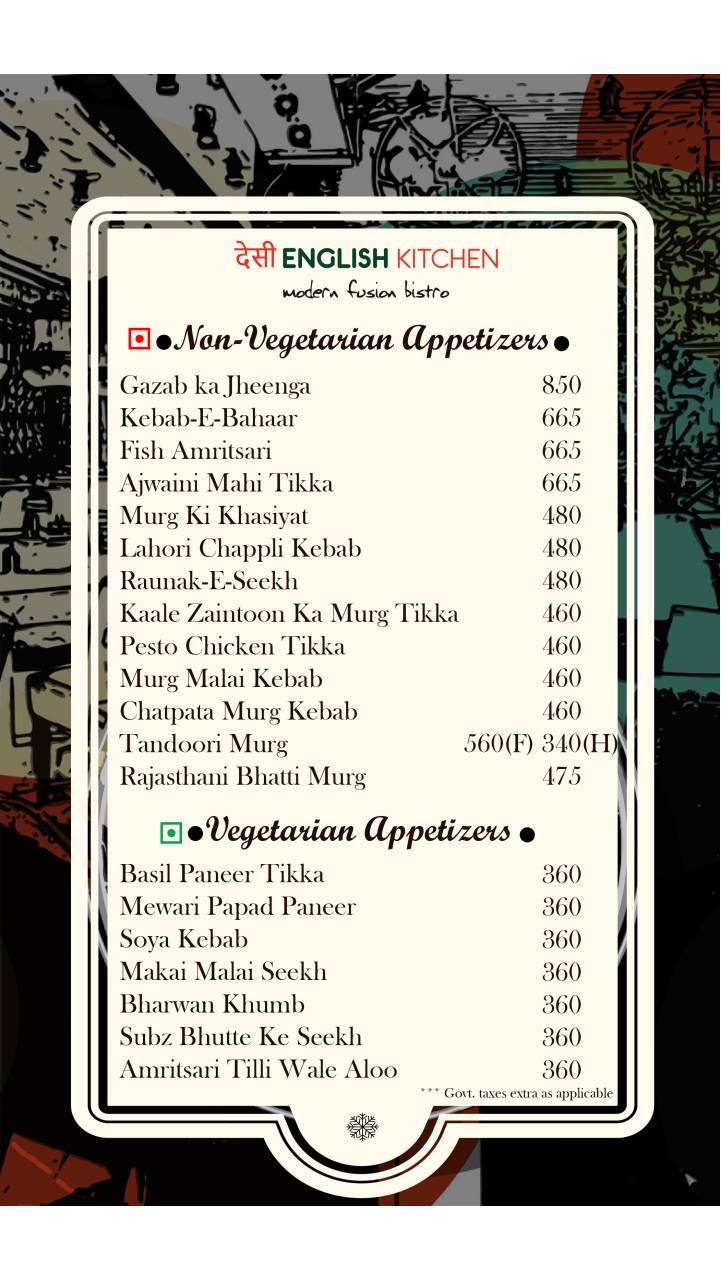 देसी ENGLISH KITCHEN
modern fusion bistro
Non-Vegetarian Appetizers
Gazab ka Jheenga 850
Kebab-E-Bahaar 665
Fish Amritsari 665
Ajwaini Mahi Tikka 665
Murg Ki Khasiyat 480
Lahori Chappli Kebab 480
Raunak-E-Seekh 480
Kaale Zaintoon Ka Murg Tikka 460
Pesto Chicken Tikka 460
Murg Malai Kebab 460
Chatpata Murg Kebab 460
Tandoori Murg 560(F) 340(H)
Rajasthani Bhatti Murg 475
Vegetarian Appetizers
Basil Paneer Tikka 360
Mewari Papad Paneer 360
Soya Kebab 360
Makai Malai Seekh 360
Bharwan Khumb 360
Subz Bhutte Ke Seekh 360
Amritsari Tilli Wale Aloo 360
*** Govt. taxes extra as applicable